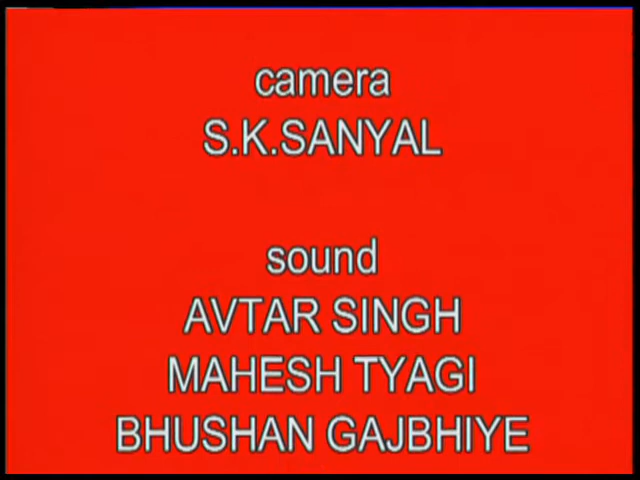 camera
S.K.SANYAL
sound
AVTAR SINGH
MAHESH TYAGI
BHUSHAN GAJBHIYE